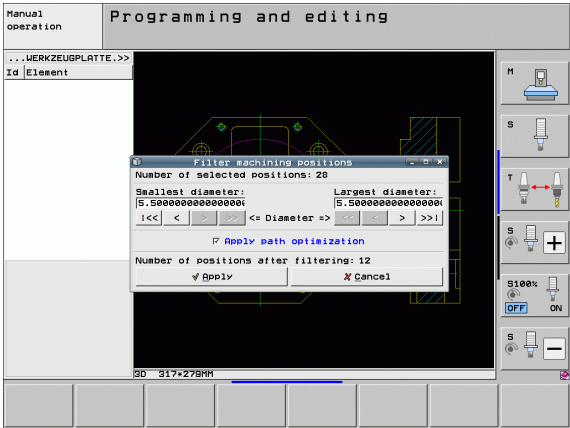 Manual
operation
Programming and editing
...WERKZEUGPLATTE.>>
Id Element
Filter machining positions
Number of selected positions: 28
Smallest diameter:
Largest diameter:
5.5000000000000000
5.5000000000000000
|<< < > >> <= Diameter => << < > >>|
Apply path optimization
Number of positions after filtering: 12
Apply
Cancel
3D 317*279MM
M
S
T
S
S100%
OFF ON
S